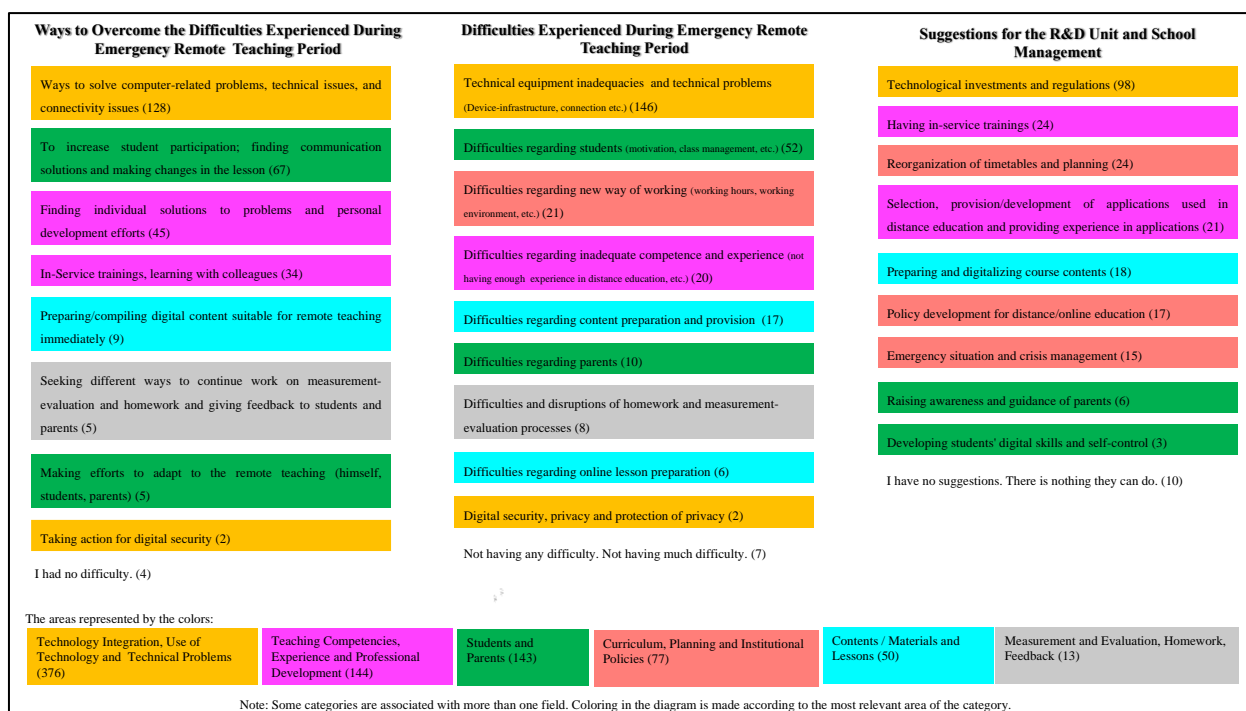 Ways to Overcome the Difficulties Experienced During
Emergency Remote Teaching Period
Ways to solve computer-related problems, technical issues, and
connectivity issues (128)
To increase student participation; finding communication
solutions and making changes in the lesson (67)
Finding individual solutions to problems and personal
development efforts (45)
In-Service trainings, learning with colleagues (34)
Preparing/compiling digital content suitable for remote teaching
immediately (9)
Seeking different ways to continue work on measurement-
evaluation and homework and giving feedback to students and
parents (5)
Making efforts to adapt to the remote teaching (himself,
students, parents) (5)
Taking action for digital security (2)
I had no difficulty. (4)
Difficulties Experienced During Emergency Remote
Teaching Period
Technical equipment inadequacies and technical problems
(Device-infrastructure, connection etc.) (146)
Difficulties regarding students (motivation, class management, etc.) (52)
Difficulties regarding new way of working (working hours, working
environment, etc.) (21)
Difficulties regarding inadequate competence and experience (not
having enough experience in distance education, etc.) (20)
Difficulties regarding content preparation and provision (17)
Difficulties regarding parents (10)
Difficulties and disruptions of homework and measurement-
evaluation processes (8)
Difficulties regarding online lesson preparation (6)
Digital security, privacy and protection of privacy (2)
Not having any difficulty. Not having much difficulty. (7)
Suggestions for the R&D Unit and School
Management
Technological investments and regulations (98)
Having in-service trainings (24)
Reorganization of timetables and planning (24)
Selection, provision/development of applications used in
distance education and providing experience in applications (21)
Preparing and digitalizing course contents (18)
Policy development for distance/online education (17)
Emergency situation and crisis management (15)
Raising awareness and guidance of parents (6)
Developing students' digital skills and self-control (3)
I have no suggestions. There is nothing they can do. (10)
The areas represented by the colors:
Technology Integration, Use of
Technology and Technical Problems
(376)
Teaching Competencies,
Experience and Professional
Development (144)
Students and
Parents (143)
Curriculum, Planning and Institutional
Policies (77)
Contents / Materials and
Lessons (50)
Measurement and Evaluation, Homework,
Feedback (13)
Note: Some categories are associated with more than one field. Coloring in the diagram is made according to the most relevant area of the category.